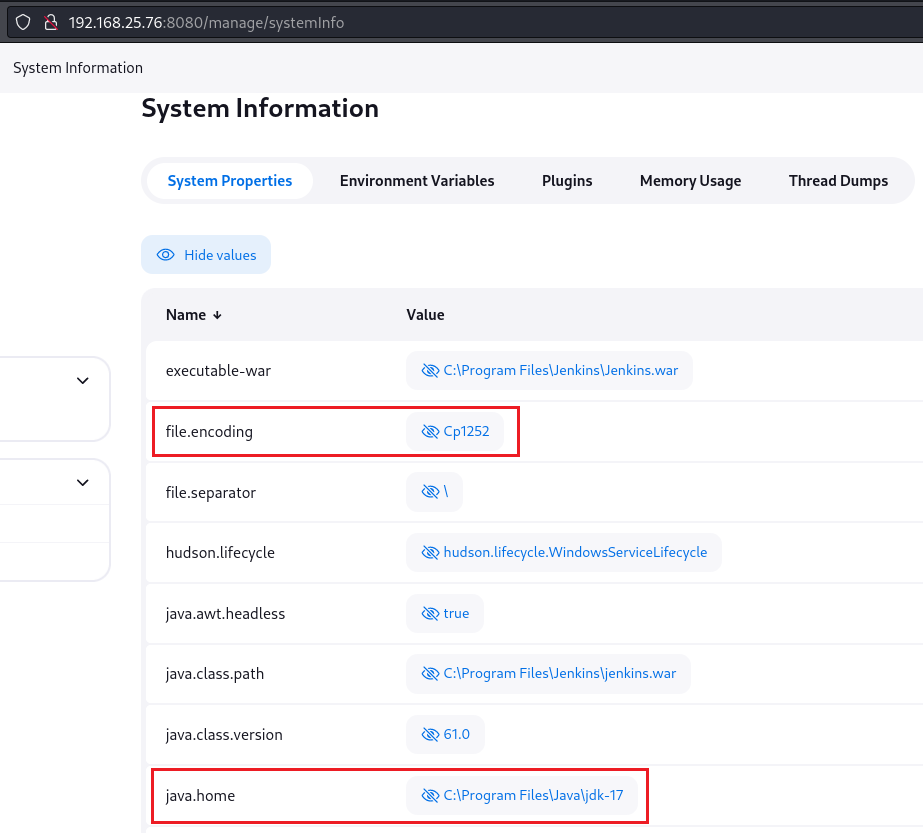 192.168.25.76:8080/manage/systemInfo
System Information
System Information
System Properties Environment Variables Plugins Memory Usage Thread Dumps
Hide values
Name ↓ Value
executable-war C:\Program Files\Jenkins\Jenkins.war
file.encoding Cp1252
file.separator \
hudson.lifecycle hudson.lifecycle.WindowsServiceLifecycle
java.awt.headless true
java.class.path C:\Program Files\Jenkins\jenkins.war
java.class.version 61.0
java.home C:\Program Files\Java\jdk-17